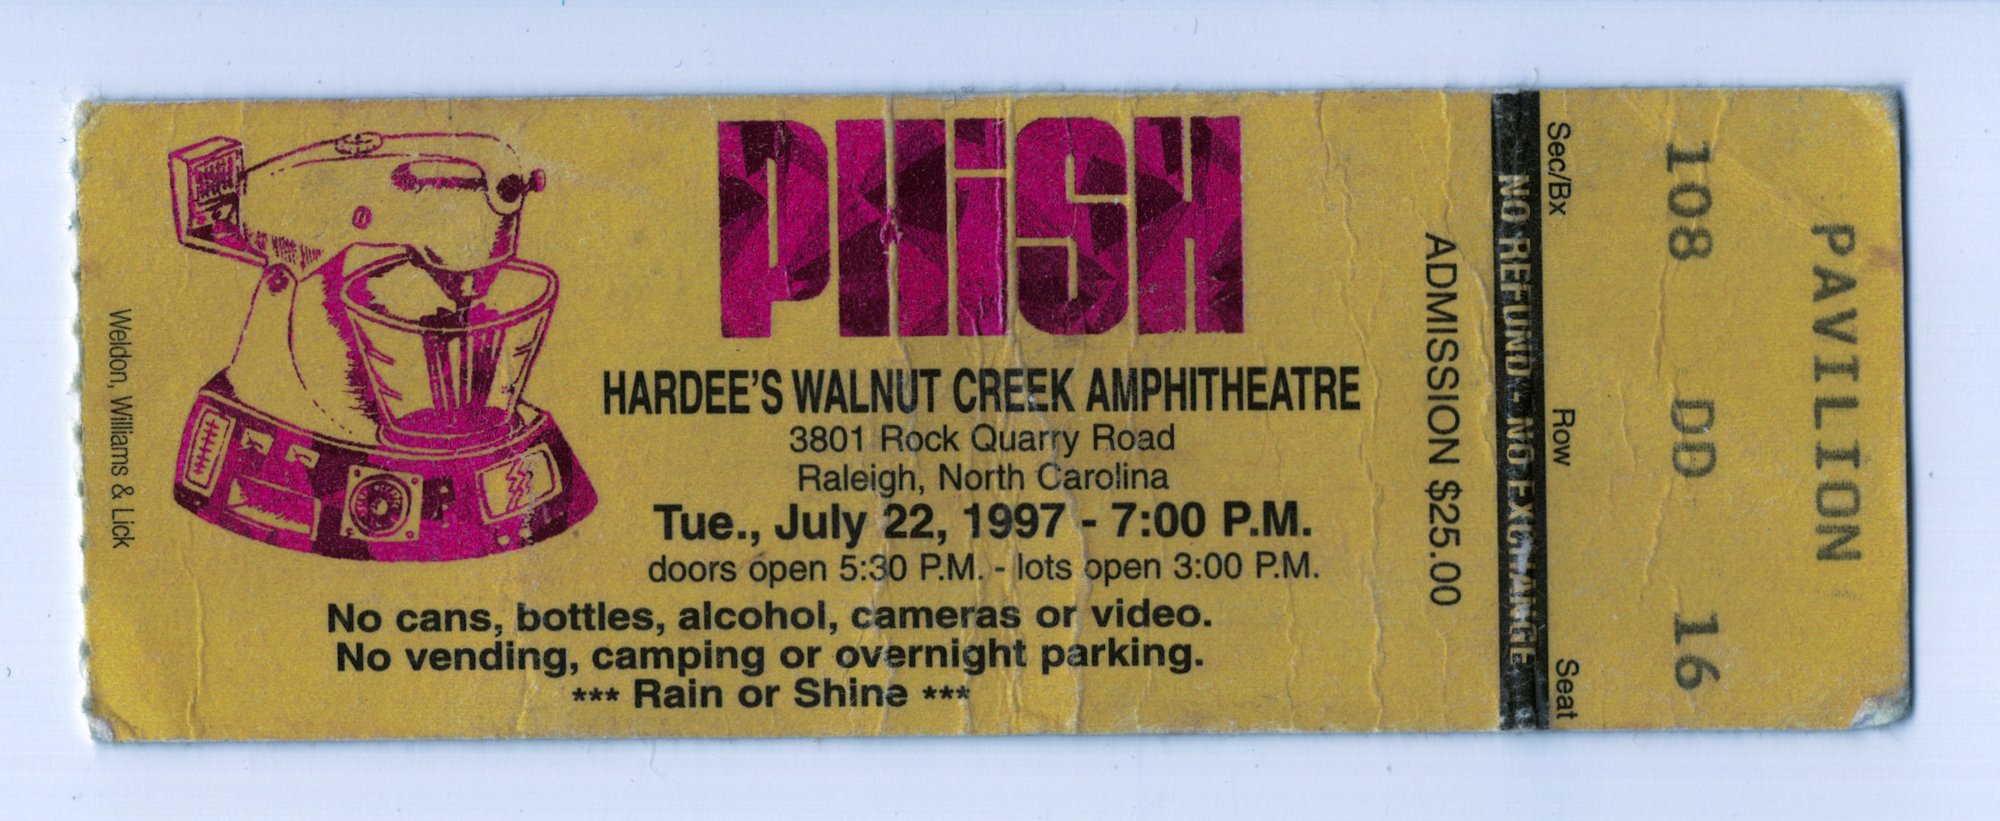 PHiSH
HARDEE'S WALNUT CREEK AMPHITHEATRE
3801 Rock Quarry Road
Raleigh, North Carolina
Tue., July 22, 1997 - 7:00 P.M.
doors open 5:30 P.M. - lots open 3:00 P.M.
No cans, bottles, alcohol, cameras or video.
No vending, camping or overnight parking.
*** Rain or Shine ***
Weldon, Williams & Lick
ADMISSION $25.00
NO REFUND - NO EXCHANGE
Sec/Bx Row Seat
108 DD 16
PAVILION